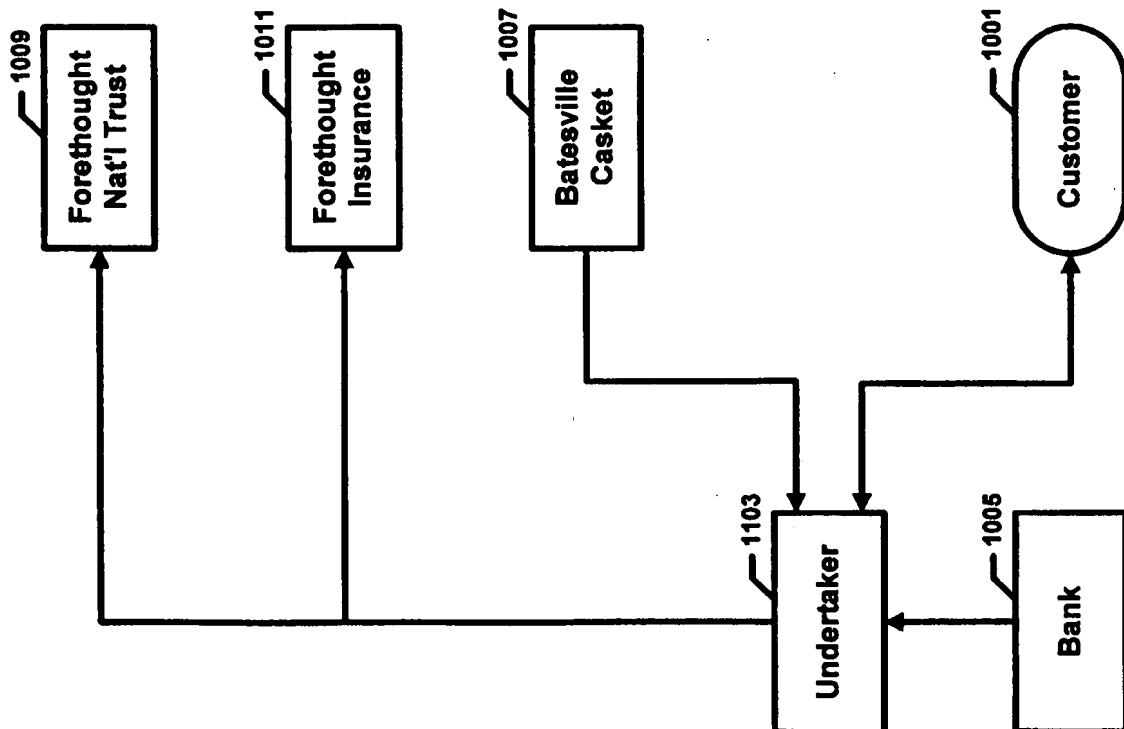 1009
Forethought
Nat'l Trust
1011
Forethought
Insurance
1007
Batesville
Casket
1001
Customer
1103
Undertaker
1005
Bank